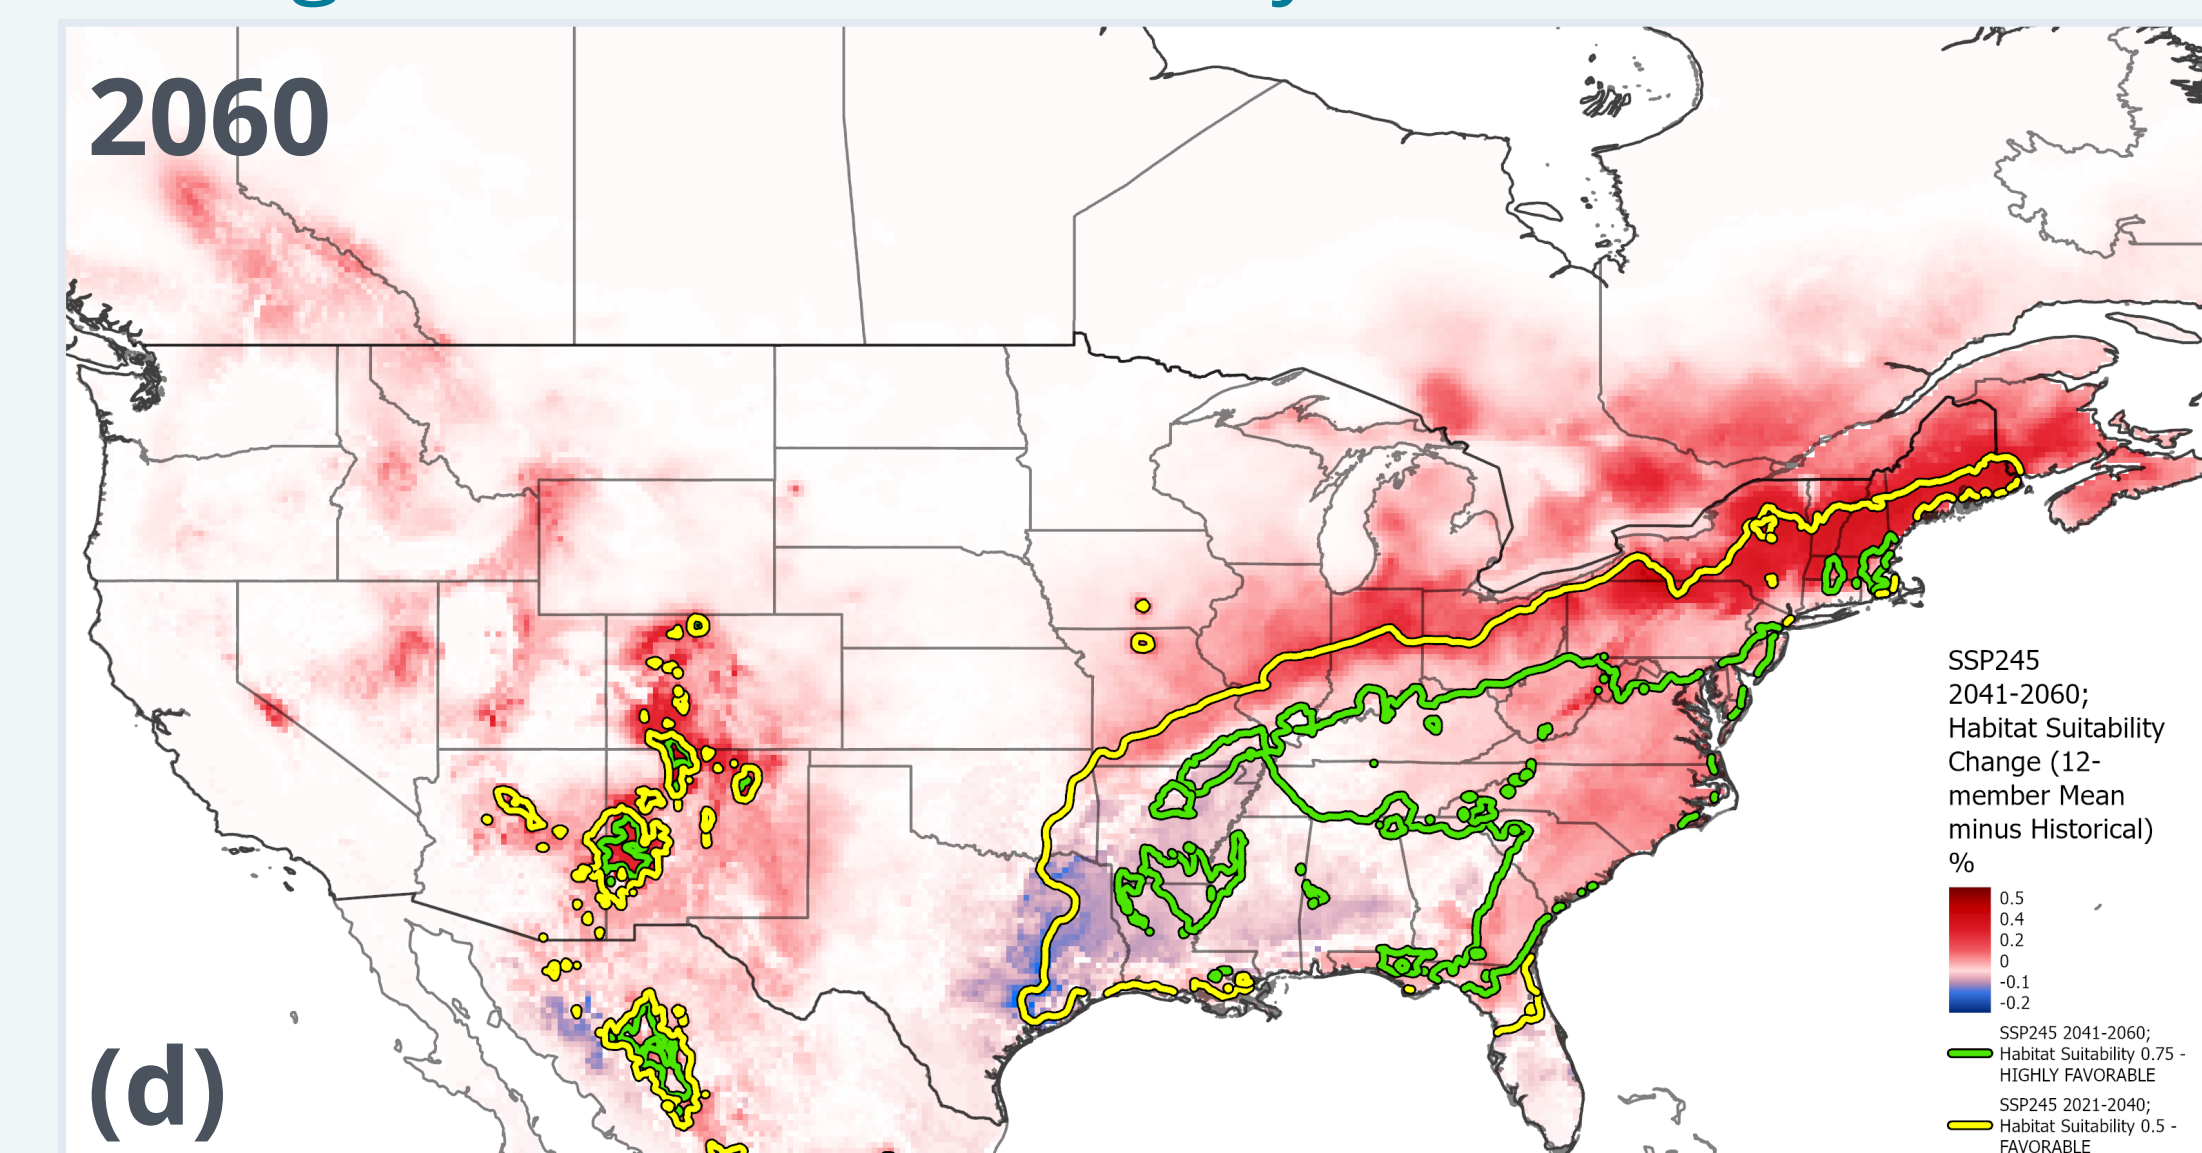 2060
SSP245
2041-2060;
Habitat Suitability
Change (12-
member Mean
minus Historical)
%
0.5
0.4
0.2
0
-0.1
-0.2
SSP245 2041-2060;
Habitat Suitability 0.75 -
HIGHLY FAVORABLE
SSP245 2021-2040;
Habitat Suitability 0.5 -
FAVORABLE
(d)